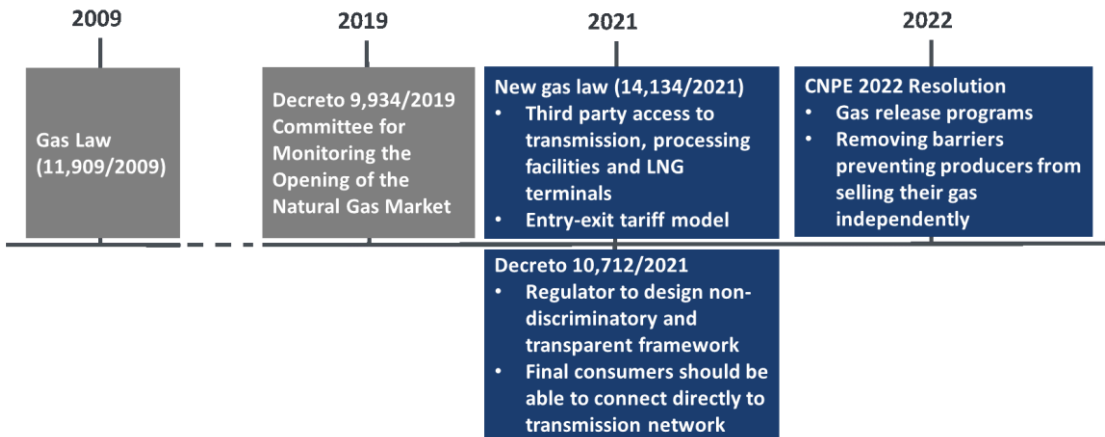 2009
2019
2021
2022
Gas Law
(11,909/2009)
Decreto 9,934/2019
Committee for
Monitoring the
Opening of the
Natural Gas Market
New gas law (14,134/2021)
• Third party access to
transmission, processing
facilities and LNG
terminals
• Entry-exit tariff model
CNPE 2022 Resolution
• Gas release programs
• Removing barriers
preventing producers from
selling their gas
independently
Decreto 10,712/2021
• Regulator to design non-
discriminatory and
transparent framework
• Final consumers should be
able to connect directly to
transmission network